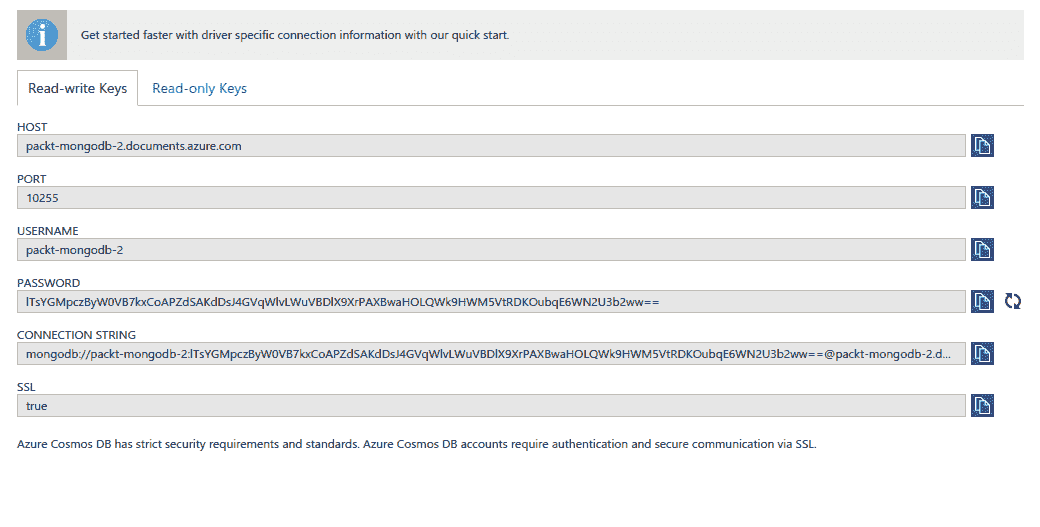 Get started faster with driver specific connection information with our quick start.
Read-write Keys
Read-only Keys
HOST
packt-mongodb-2.documents.azure.com
PORT
10255
USERNAME
packt-mongodb-2
PASSWORD
lTsYGMpczByW0VB7kxCoAPZdSAKdDsJ4GVqWlvLWuVBDlX9XrPAXBwaHOLQWk9HWM5VtRDKOubqE6WN2U3b2ww==
CONNECTION STRING
mongodb://packt-mongodb-2:lTsYGMpczByW0VB7kxCoAPZdSAKdDsJ4GVqWlvLWuVBDlX9XrPAXBwaHOLQWk9HWM5VtRDKOubqE6WN2U3b2ww==@packt-mongodb-2.d...
SSL
true
Azure Cosmos DB has strict security requirements and standards. Azure Cosmos DB accounts require authentication and secure communication via SSL.